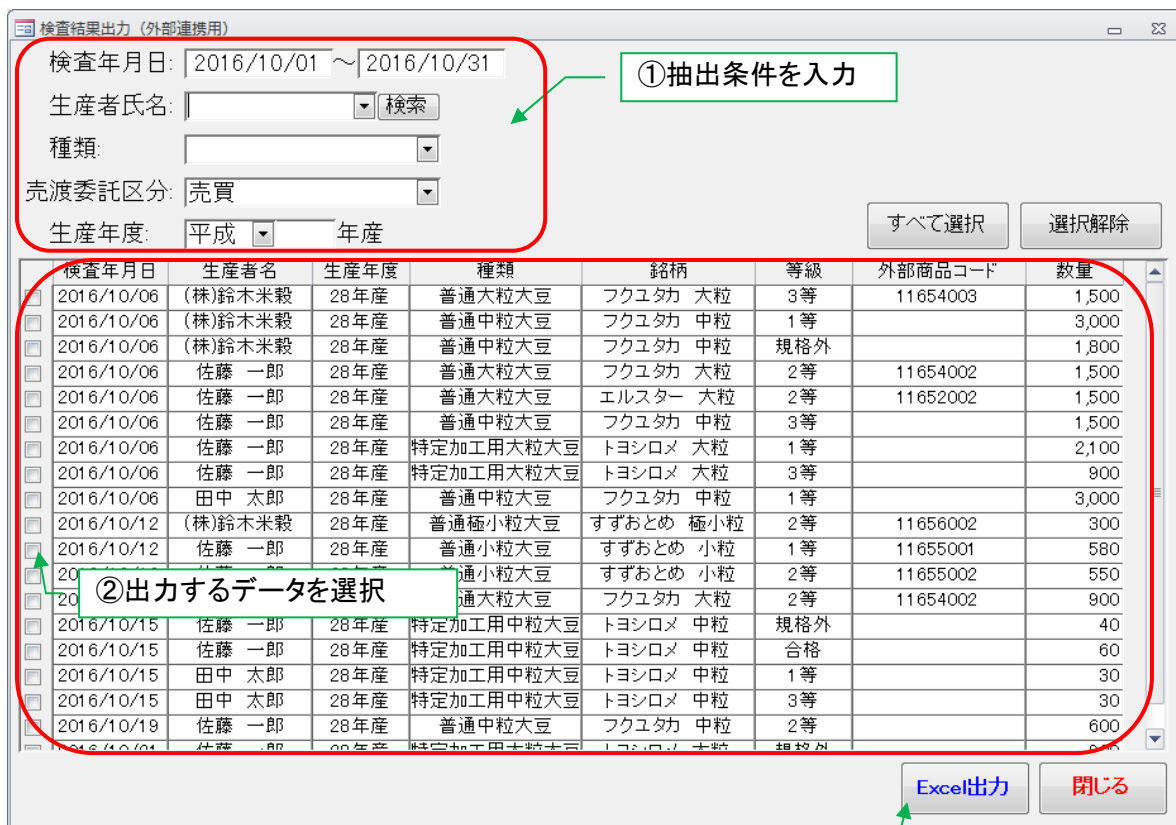 検査結果出力（外部連携用）
検査年月日: 2016/10/01 ～ 2016/10/31
①抽出条件を入力
生産者氏名: 検索
種類:
売渡委託区分: 売買
生産年度: 平成 年産
すべて選択 選択解除
検査年月日 生産者名 生産年度 種類 銘柄 等級 外部商品コード 数量
2016/10/06 (株)鈴木米穀 28年産 普通大粒大豆 フクユタカ 大粒 3等 11654003 1,500
2016/10/06 (株)鈴木米穀 28年産 普通中粒大豆 フクユタカ 中粒 1等 3,000
2016/10/06 (株)鈴木米穀 28年産 普通中粒大豆 フクユタカ 中粒 規格外 1,800
2016/10/06 佐藤 一郎 28年産 普通大粒大豆 フクユタカ 大粒 2等 11654002 1,500
2016/10/06 佐藤 一郎 28年産 普通大粒大豆 エルスター 大粒 2等 11652002 1,500
2016/10/06 佐藤 一郎 28年産 普通中粒大豆 フクユタカ 中粒 3等 1,500
2016/10/06 佐藤 一郎 28年産 特定加工用大粒大豆 トヨシロメ 大粒 1等 2,100
2016/10/06 佐藤 一郎 28年産 特定加工用大粒大豆 トヨシロメ 大粒 3等 900
2016/10/06 田中 太郎 28年産 普通中粒大豆 フクユタカ 中粒 1等 3,000
2016/10/12 (株)鈴木米穀 28年産 普通極小粒大豆 すずおとめ 極小粒 2等 11656002 300
2016/10/12 佐藤 一郎 28年産 普通小粒大豆 すずおとめ 小粒 1等 11655001 580
20 通小粒大豆 すずおとめ 小粒 2等 11655002 550
②出力するデータを選択
20 通大粒大豆 フクユタカ 大粒 2等 11654002 900
2016/10/15 佐藤 一郎 28年産 特定加工用中粒大豆 トヨシロメ 中粒 規格外 40
2016/10/15 佐藤 一郎 28年産 特定加工用中粒大豆 トヨシロメ 中粒 合格 60
2016/10/15 田中 太郎 28年産 特定加工用中粒大豆 トヨシロメ 中粒 1等 30
2016/10/15 田中 太郎 28年産 特定加工用中粒大豆 トヨシロメ 中粒 3等 30
2016/10/19 佐藤 一郎 28年産 普通中粒大豆 フクユタカ 中粒 2等 600
Excel出力 閉じる